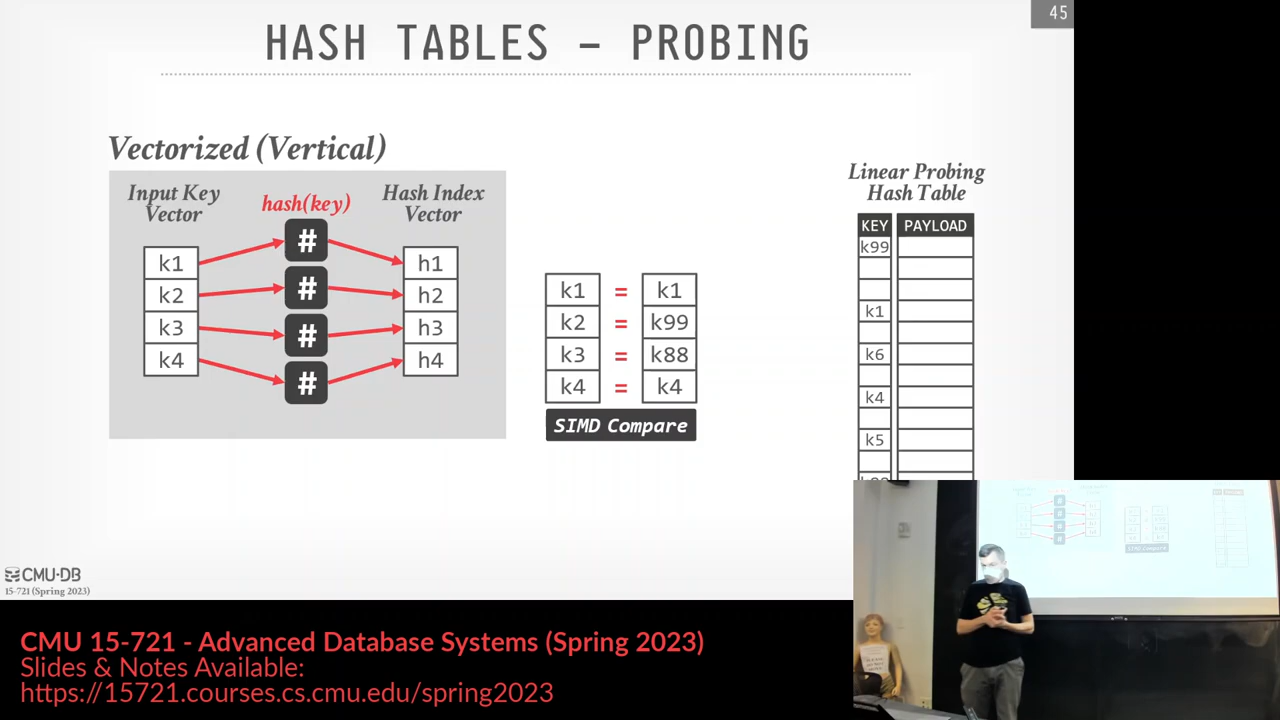 45
HASH TABLES – PROBING
Vectorized (Vertical)
Input Key
Vector
hash(key)
Hash Index
Vector
k1
k2
k3
k4
#
#
#
#
h1
h2
h3
h4
k1 = k1
k2 = k99
k3 = k88
k4 = k4
SIMD Compare
Linear Probing
Hash Table
KEY PAYLOAD
k99
k1
k6
k4
k5
CMU·DB
15-721 (Spring 2023)
CMU 15-721 - Advanced Database Systems (Spring 2023)
Slides & Notes Available:
https://15721.courses.cs.cmu.edu/spring2023